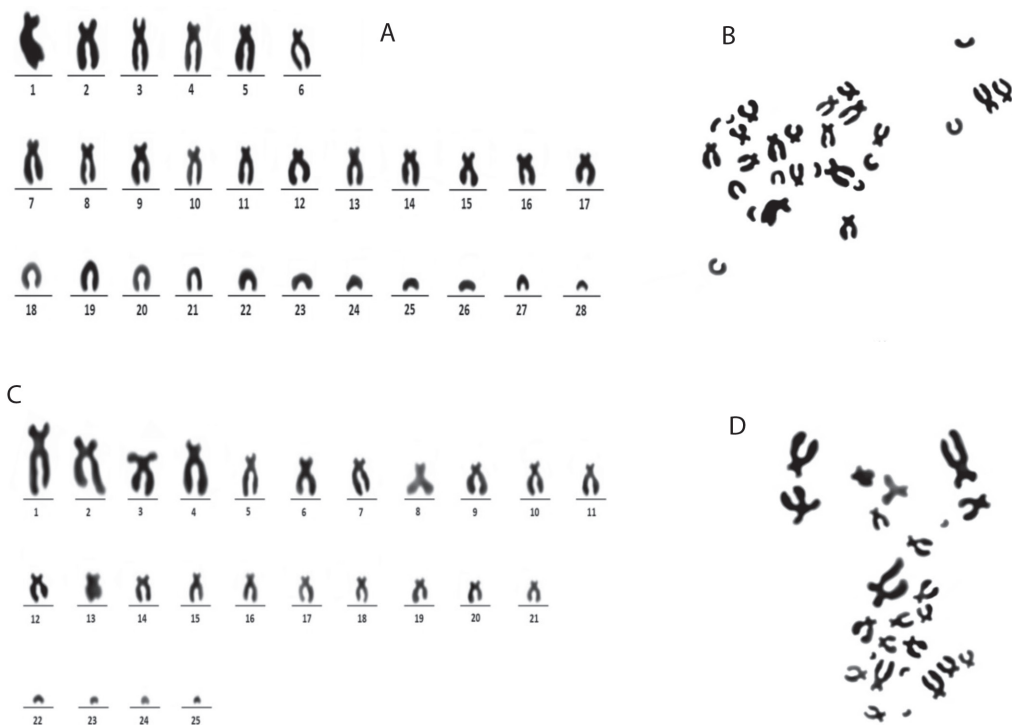 A
B
1 2 3 4 5 6
7 8 9 10 11 12 13 14 15 16 17
18 19 20 21 22 23 24 25 26 27 28
C
D
1 2 3 4 5 6 7 8 9 10 11
12 13 14 15 16 17 18 19 20 21
22 23 24 25